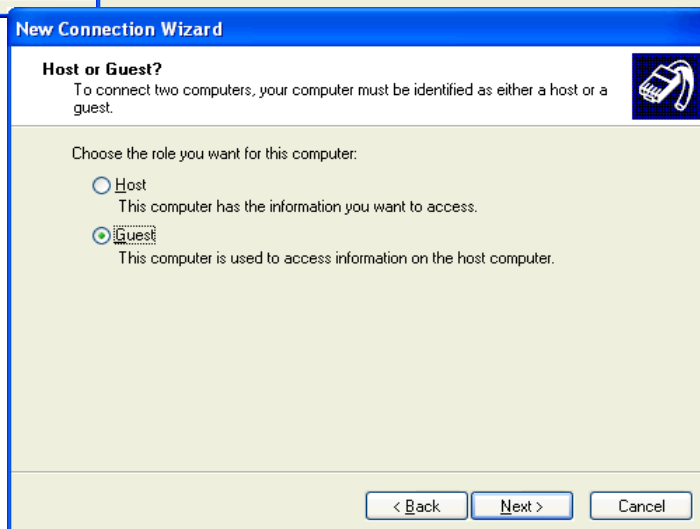 New Connection Wizard
Host or Guest?
To connect two computers, your computer must be identified as either a host or a
guest.
Choose the role you want for this computer:
Host
This computer has the information you want to access.
Guest
This computer is used to access information on the host computer.
< Back Next > Cancel